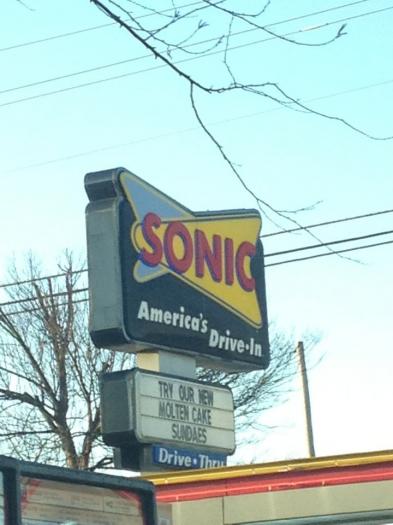 SONIC
America's
Drive-In
TRY OUR NEW
MOLTEN CAKE
SUNDAES
Drive•Thru